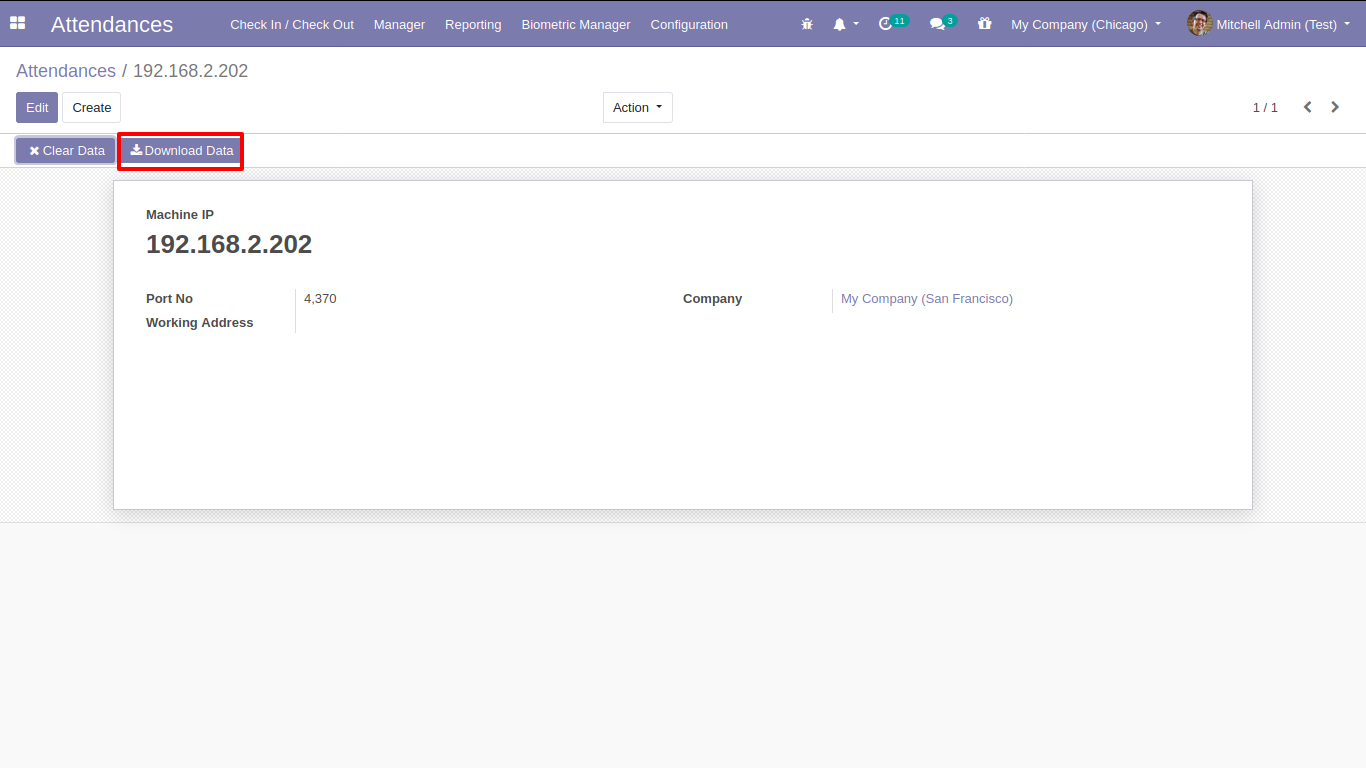 Attendances Check In / Check Out Manager Reporting Biometric Manager Configuration 11 3 My Company (Chicago) Mitchell Admin (Test)
Attendances / 192.168.2.202
Edit Create Action 1 / 1
Clear Data Download Data
Machine IP
192.168.2.202
Port No 4,370 Company My Company (San Francisco)
Working Address